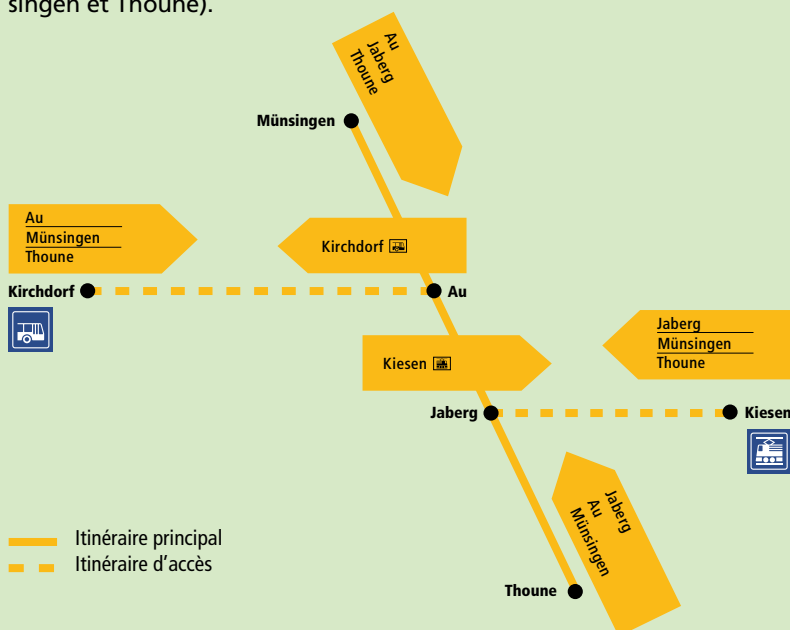 singen et Thoune).
Au
Jaberg
Thoune
Münsingen
Au
Münsingen
Thoune
Kirchdorf
Kirchdorf
Au
Jaberg
Münsingen
Thoune
Kiesen
Jaberg
Kiesen
Jaberg
Au
Münsingen
Itinéraire principal
Itinéraire d’accès
Thoune